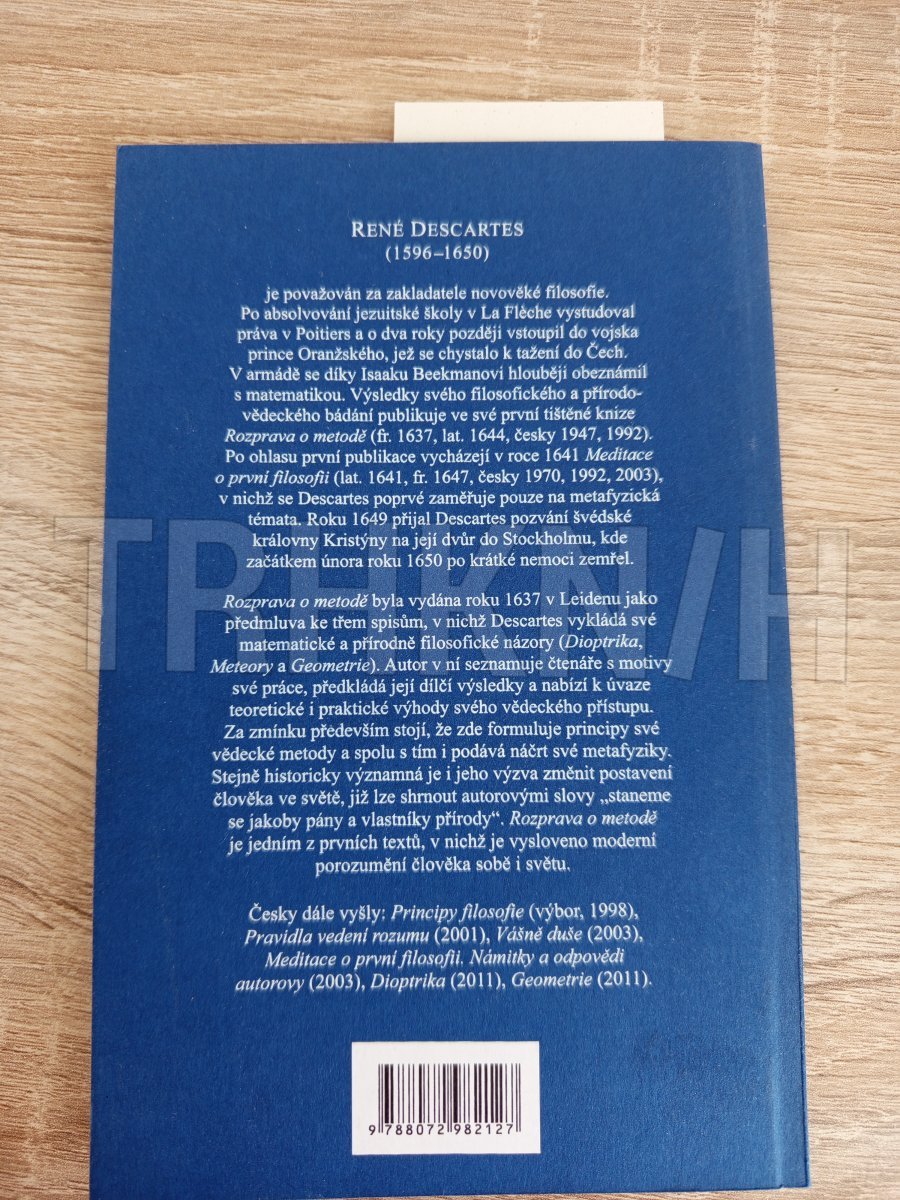 RENÉ DESCARTES
(1596–1650)
je považován za zakladatele novověké filosofie.
Po absolvování jezuitské školy v La Flèche vystudoval
práva v Poitiers a o dva roky později vstoupil do vojska
prince Oranžského, jež se chystalo k tažení do Čech.
V armádě se díky Isaaku Beekmanovi hlouběji obeznámil
s matematikou. Výsledky svého filosofického a přírodo-
vědeckého bádání publikuje ve své první tištěné knize
Rozprava o metodě (fr. 1637, lat. 1644, česky 1947, 1992).
Po ohlasu první publikace vycházejí v roce 1641 Meditace
o první filosofii (lat. 1641, fr. 1647, česky 1970, 1992, 2003),
v nichž se Descartes poprvé zaměřuje pouze na metafyzická
témata. Roku 1649 přijal Descartes pozvání švédské
královny Kristýny na její dvůr do Stockholmu, kde
začátkem února roku 1650 po krátké nemoci zemřel.
Rozprava o metodě byla vydána roku 1637 v Leidenu jako
předmluva ke třem spisům, v nichž Descartes vykládá své
matematické a přírodně filosofické názory (Dioptrika,
Meteory a Geometrie). Autor v ní seznamuje čtenáře s motivy
své práce, předkládá její dílčí výsledky a nabízí k úvaze
teoretické i praktické výhody svého vědeckého přístupu.
Za zmínku především stojí, že zde formuluje principy své
vědecké metody a spolu s tím i podává náčrt své metafyziky.
Stejně historicky významná je i jeho výzva změnit postavení
člověka ve světě, již lze shrnout autorovými slovy „staneme
se jakoby pány a vlastníky přírody“. Rozprava o metodě
je jedním z prvních textů, v nichž je vysloveno moderní
porozumění člověka sobě i světu.
Česky dále vyšly: Principy filosofie (výbor, 1998),
Pravidla vedení rozumu (2001), Vášně duše (2003),
Meditace o první filosofii. Námitky a odpovědi
autorovy (2003), Dioptrika (2011), Geometrie (2011).
9 788072 982127
TRHKNIH